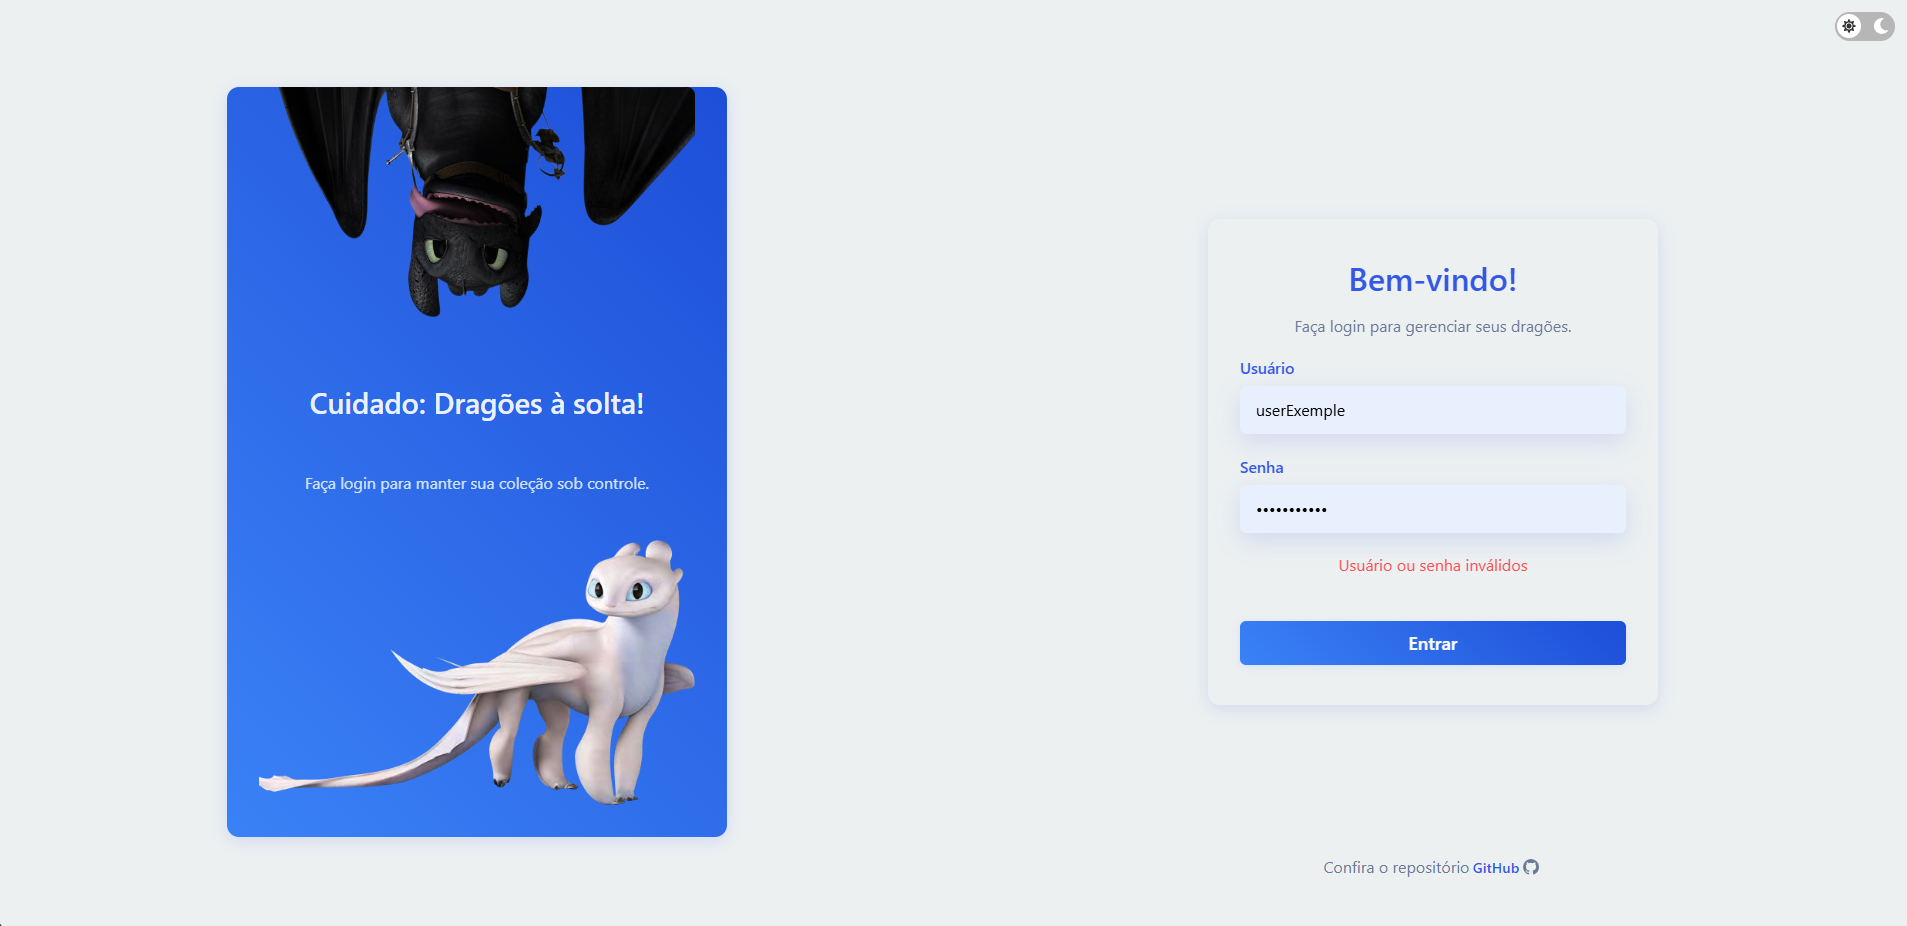 Cuidado: Dragões à solta!
Faça login para manter sua coleção sob controle.
Bem-vindo!
Faça login para gerenciar seus dragões.
Usuário
userExemple
Senha
•••••••••••
Usuário ou senha inválidos
Entrar
Confira o repositório GitHub